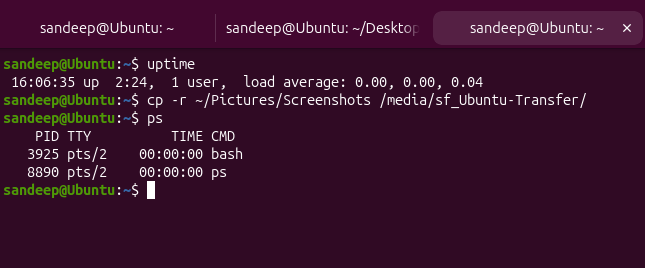 sandeep@Ubuntu: ~
sandeep@Ubuntu: ~/Desktop
sandeep@Ubuntu: ~ ×
sandeep@Ubuntu:~$ uptime
 16:06:35 up  2:24,  1 user,  load average: 0.00, 0.00, 0.04
sandeep@Ubuntu:~$ cp -r ~/Pictures/Screenshots /media/sf_Ubuntu-Transfer/
sandeep@Ubuntu:~$ ps
    PID TTY          TIME CMD
   3925 pts/2    00:00:00 bash
   8890 pts/2    00:00:00 ps
sandeep@Ubuntu:~$